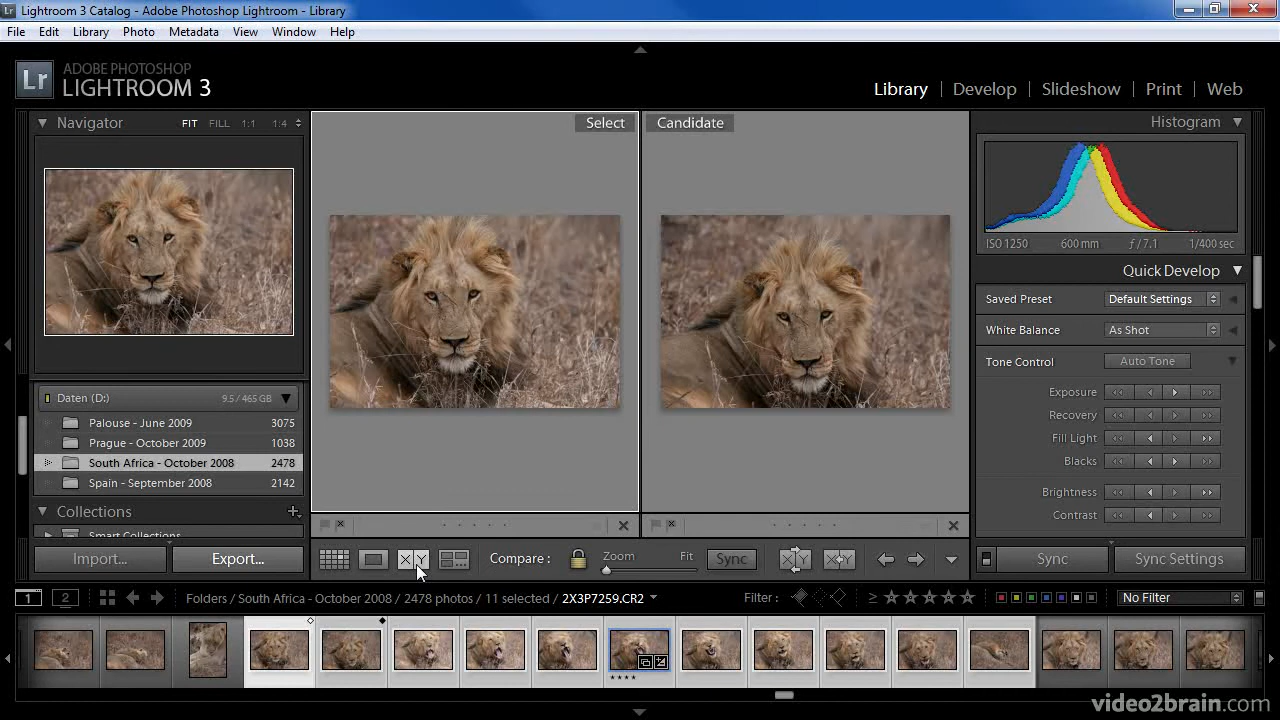 Lightroom 3 Catalog - Adobe Photoshop Lightroom - Library
File Edit Library Photo Metadata View Window Help
Lr ADOBE PHOTOSHOP
LIGHTROOM 3
Library Develop Slideshow Print Web
Navigator FIT FILL 1:1 1:4
Select
Candidate
Histogram
ISO 1250 600 mm ƒ / 7.1 1/400 sec
Quick Develop
Saved Preset Default Settings
White Balance As Shot
Tone Control Auto Tone
Exposure
Recovery
Fill Light
Blacks
Brightness
Contrast
Daten (D:) 9.5 / 465 GB
Palouse - June 2009 3075
Prague - October 2009 1038
South Africa - October 2008 2478
Spain - September 2008 2142
Collections
Smart Collections
Import... Export...
X Y Compare : Zoom Fit Sync X Y X Y
Sync Sync Settings
1 2 Folders / South Africa - October 2008 / 2478 photos / 11 selected / 2X3P7259.CR2 Filter : ≥ ★★★★★ No Filter
★★★★
video2brain.com